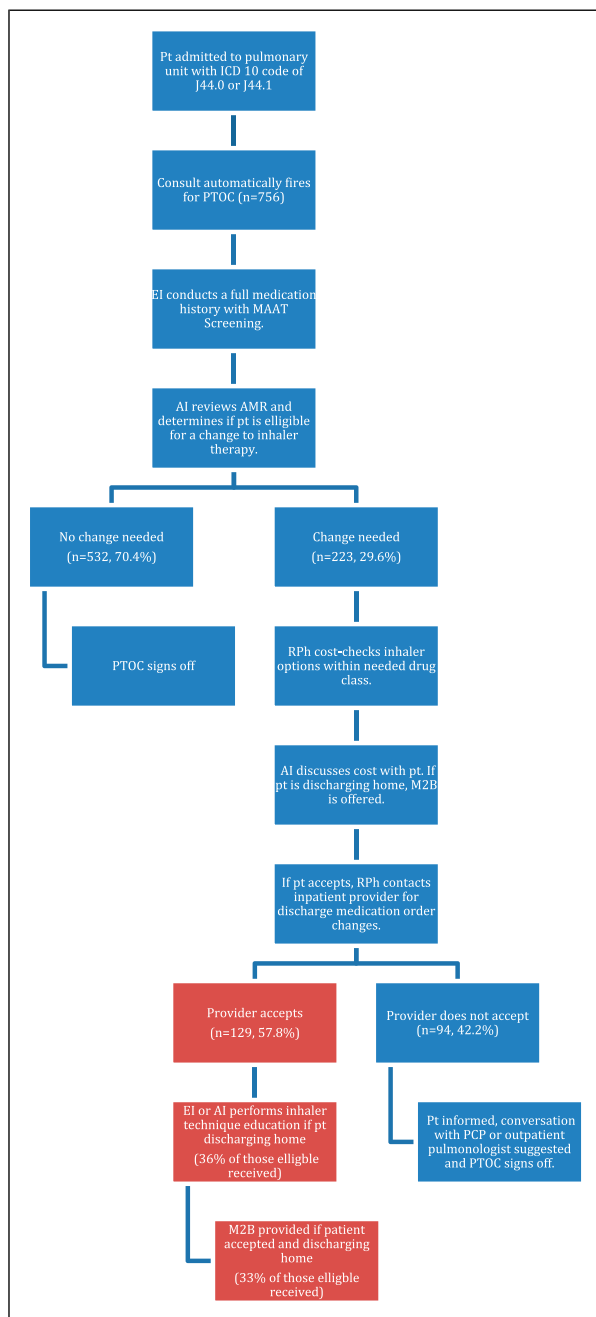 Pt admitted to pulmonary
unit with ICD 10 code of
J44.0 or J44.1
Consult automatically fires
for PTOC (n=756)
EI conducts a full medication
history with MAAT
Screening.
AI reviews AMR and
determines if pt is elligible
for a change to inhaler
therapy.
No change needed
(n=532, 70.4%)
Change needed
(n=223, 29.6%)
PTOC signs off
RPh cost-checks inhaler
options within needed drug
class.
AI discusses cost with pt. If
pt is discharging home, M2B
is offered.
If pt accepts, RPh contacts
inpatient provider for
discharge medication order
changes.
Provider accepts
(n=129, 57.8%)
Provider does not accept
(n=94, 42.2%)
EI or AI performs inhaler
technique education if pt
discharging home
(36% of those elligble
received)
Pt informed, conversation
with PCP or outpatient
pulmonologist suggested
and PTOC signs off.
M2B provided if patient
accepted and discharging
home
(33% of those elligble
received)